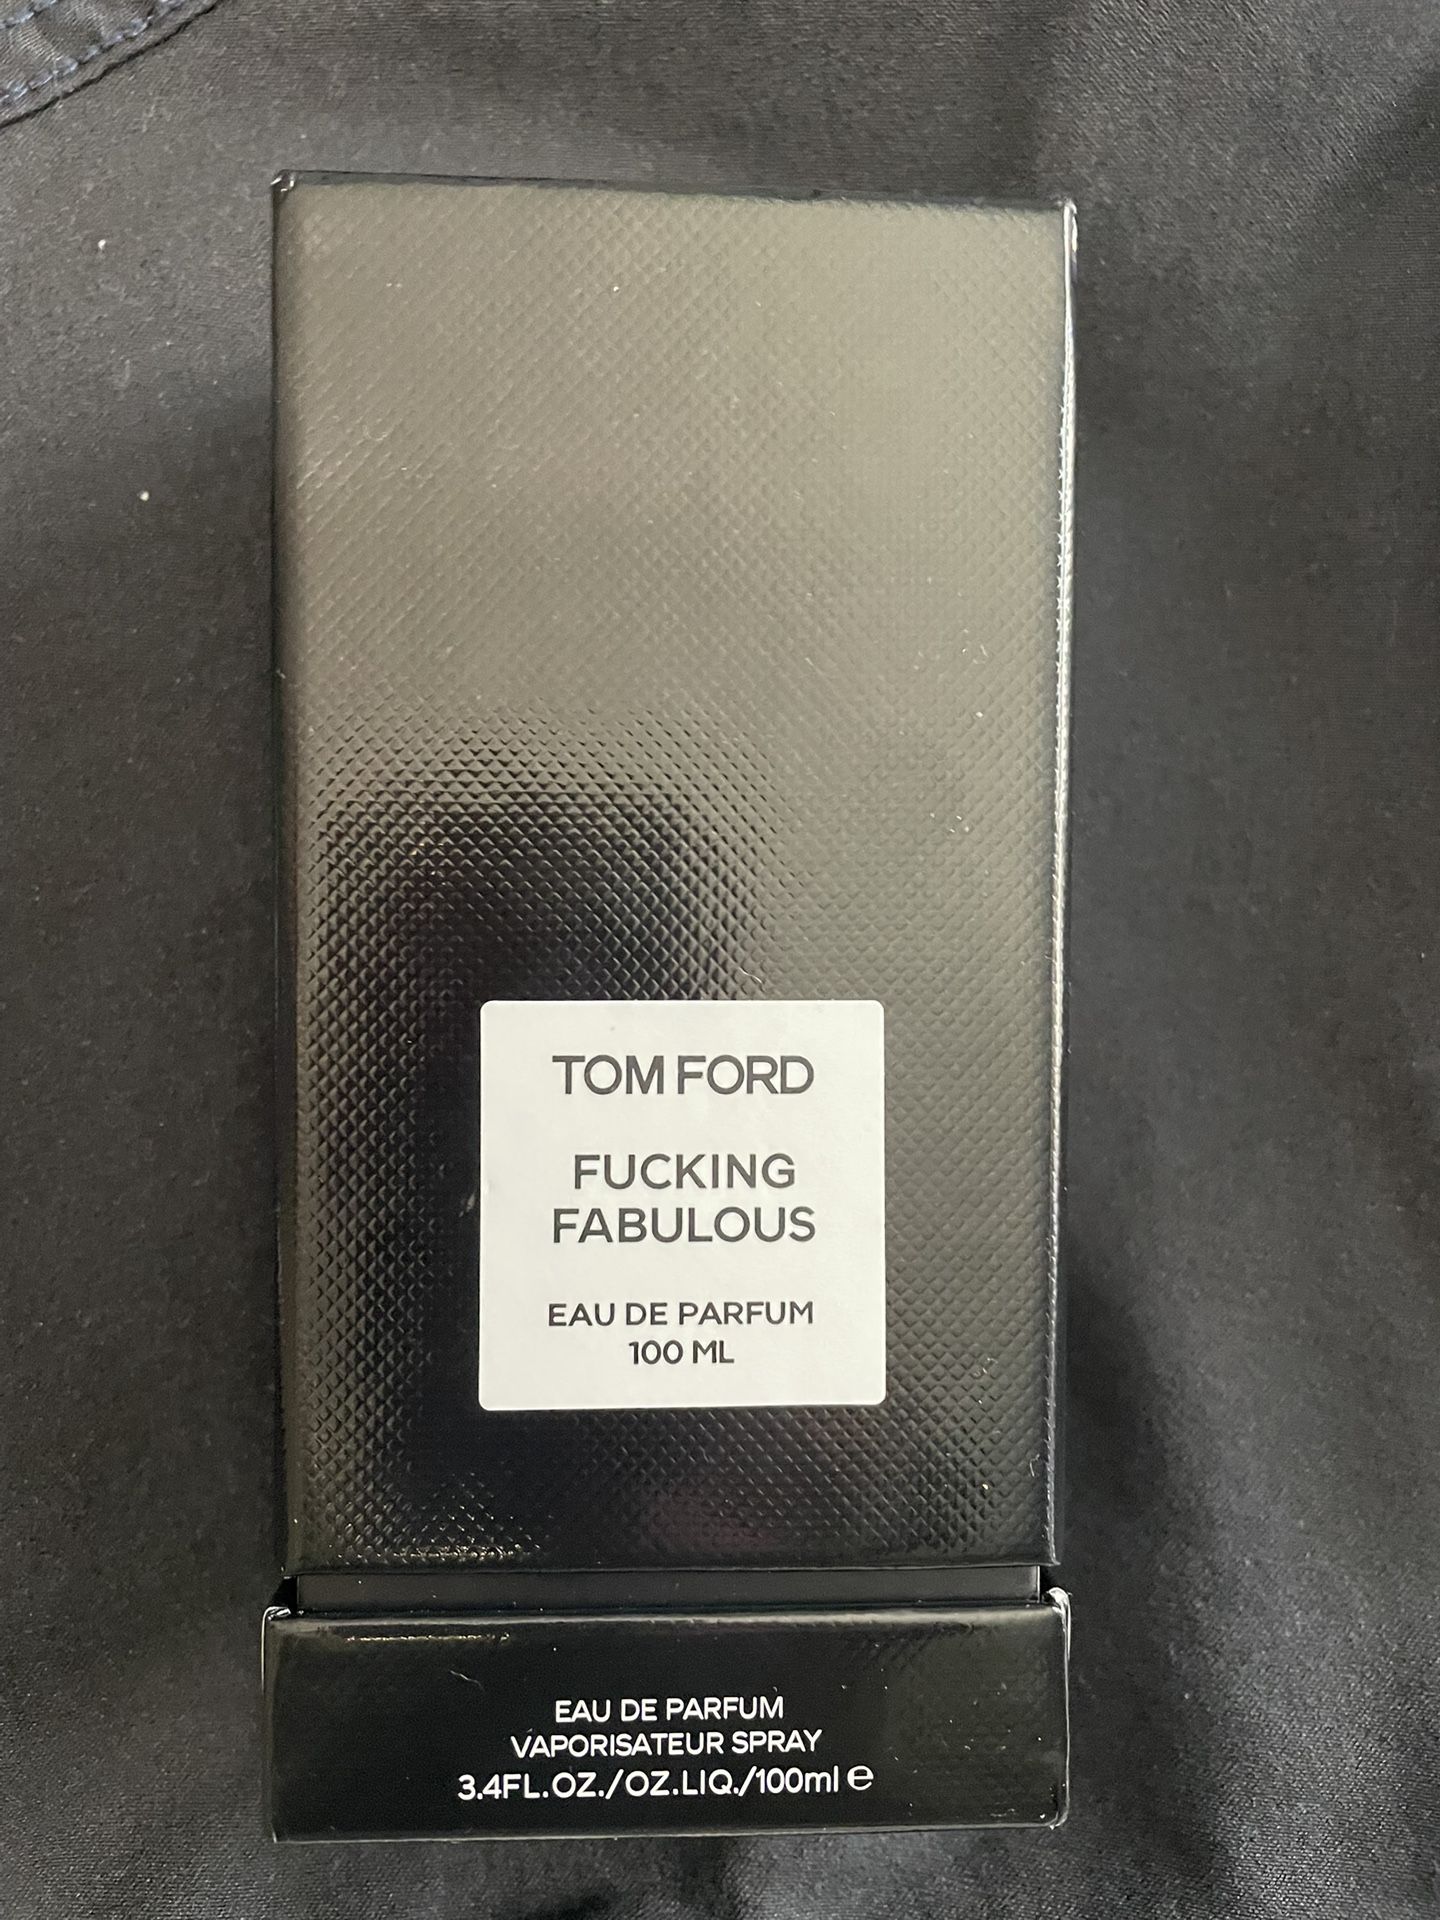 TOM FORD
FUCKING
FABULOUS
EAU DE PARFUM
100 ML
EAU DE PARFUM
VAPORISATEUR SPRAY
3.4FL.OZ./OZ.LIQ./100ml ℮